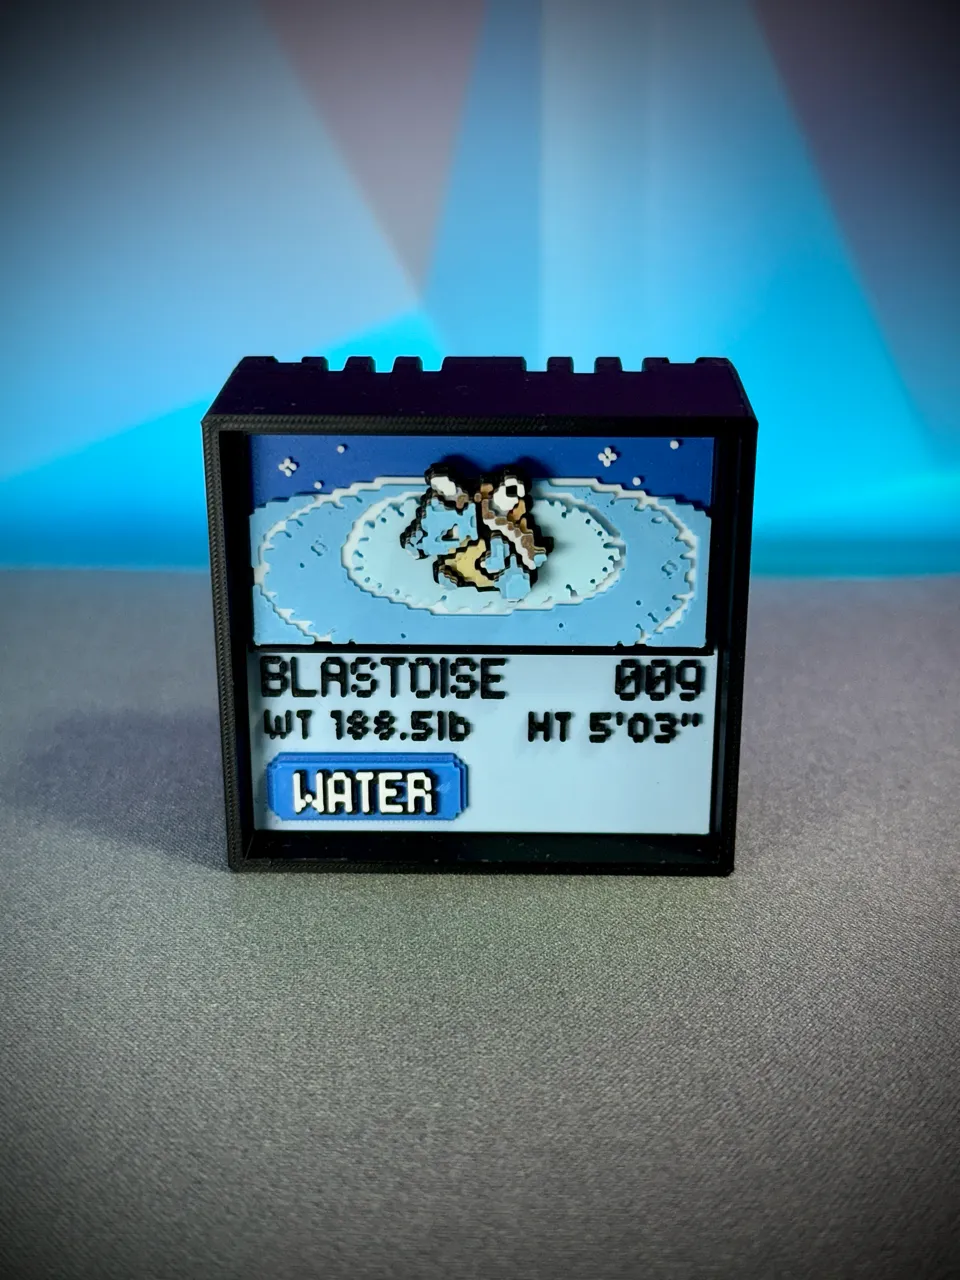 BLASTOISE 009
WT 188.5lb HT 5'03"
WATER